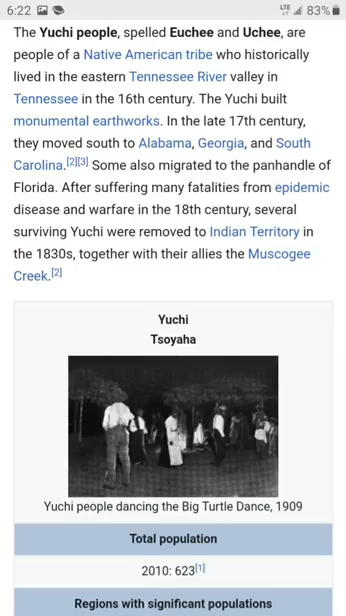 6:22 LTE 83%
The Yuchi people, spelled Euchee and Uchee, are
people of a Native American tribe who historically
lived in the eastern Tennessee River valley in
Tennessee in the 16th century. The Yuchi built
monumental earthworks. In the late 17th century,
they moved south to Alabama, Georgia, and South
Carolina.[2][3] Some also migrated to the panhandle of
Florida. After suffering many fatalities from epidemic
disease and warfare in the 18th century, several
surviving Yuchi were removed to Indian Territory in
the 1830s, together with their allies the Muscogee
Creek.[2]
Yuchi
Tsoyaha
Yuchi people dancing the Big Turtle Dance, 1909
Total population
2010: 623[1]
Regions with significant populations